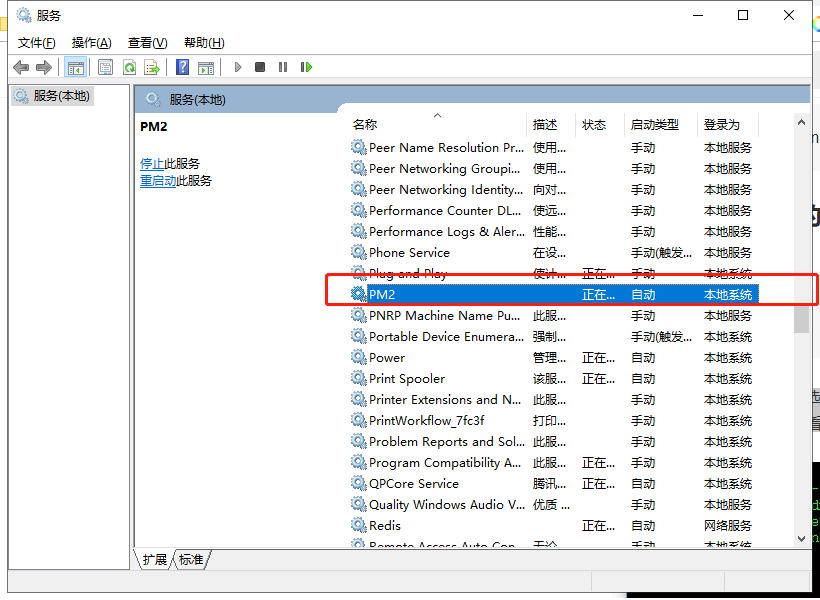 服务
文件(F) 操作(A) 查看(V) 帮助(H)
服务(本地)
服务(本地)
PM2
停止此服务
重启动此服务
名称 描述 状态 启动类型 登录为
Peer Name Resolution Pr... 使用... 手动 本地服务
Peer Networking Groupi... 使用... 手动 本地服务
Peer Networking Identity... 向对... 手动 本地服务
Performance Counter DL... 使远... 手动 本地服务
Performance Logs & Aler... 性能... 手动 本地服务
Phone Service 在设... 手动(触发... 本地服务
Plug and Play 使计... 正在... 手动 本地系统
PM2 正在... 自动 本地系统
PNRP Machine Name Pu... 此服... 手动 本地服务
Portable Device Enumera... 强制... 手动(触发... 本地系统
Power 管理... 正在... 自动 本地系统
Print Spooler 该服... 正在... 自动 本地系统
Printer Extensions and N... 此服... 手动 本地系统
PrintWorkflow_7fc3f 打印... 手动 本地系统
Problem Reports and Sol... 此服... 手动 本地系统
Program Compatibility A... 此服... 正在... 手动 本地系统
QPCore Service 腾讯... 正在... 自动 本地系统
Quality Windows Audio V... 优质 ... 手动 本地服务
Redis 正在... 自动 网络服务
Remote Access Auto Con... 无论... 手动 本地系统
扩展 标准